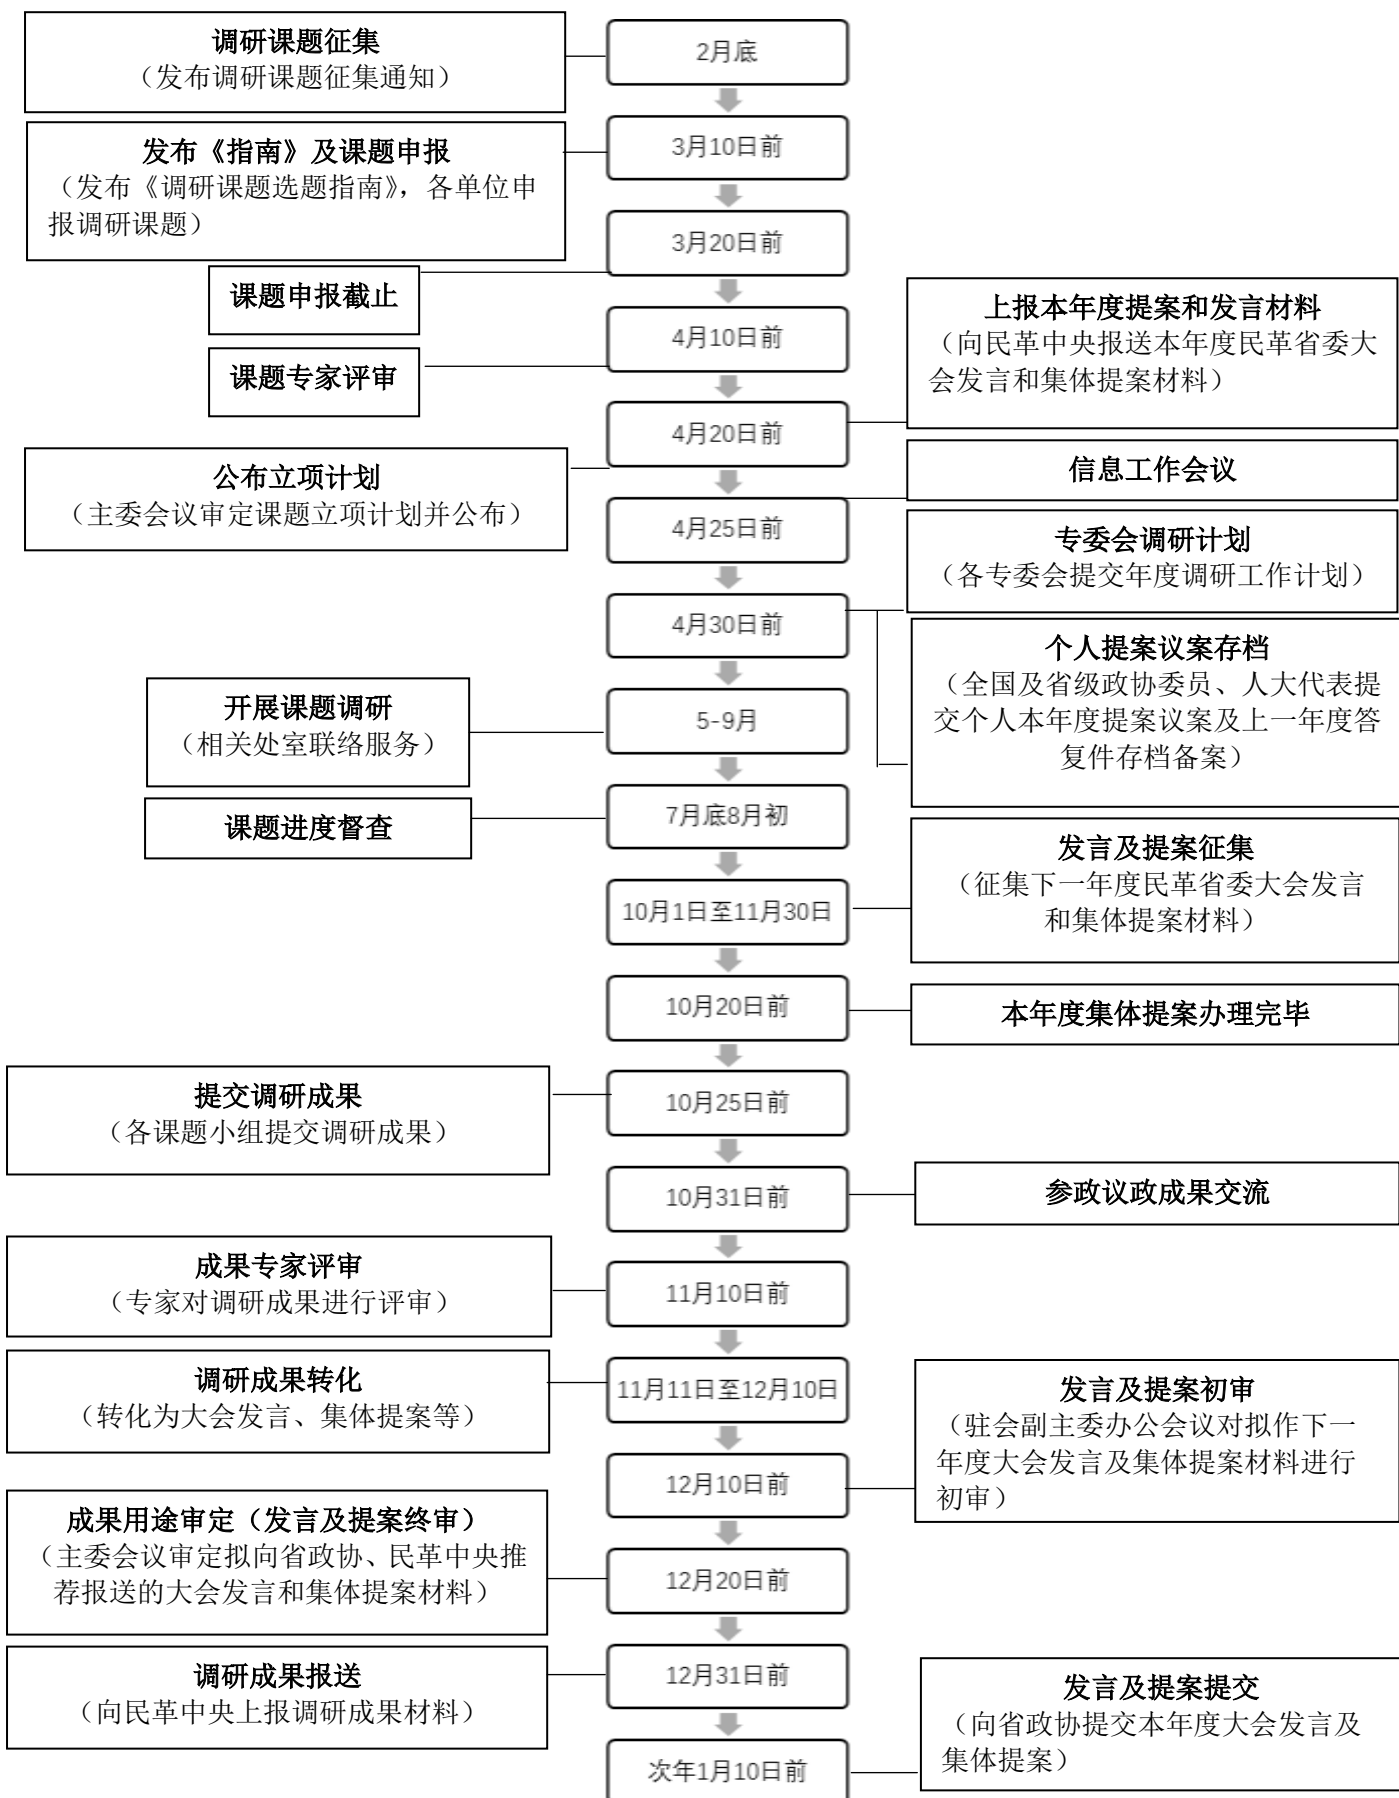 调研课题征集
（发布调研课题征集通知）
2月底
发布《指南》及课题申报
（发布《调研课题选题指南》，各单位申
报调研课题）
3月10日前
3月20日前
课题申报截止
4月10日前
课题专家评审
上报本年度提案和发言材料
（向民革中央报送本年度民革省委大
会发言和集体提案材料）
4月20日前
公布立项计划
（主委会议审定课题立项计划并公布）
信息工作会议
4月25日前
专委会调研计划
（各专委会提交年度调研工作计划）
4月30日前
个人提案议案存档
（全国及省级政协委员、人大代表提
交个人本年度提案议案及上一年度答
复件存档备案）
开展课题调研
（相关处室联络服务）
5-9月
课题进度督查
7月底8月初
发言及提案征集
（征集下一年度民革省委大会发言
和集体提案材料）
10月1日至11月30日
10月20日前
本年度集体提案办理完毕
提交调研成果
（各课题小组提交调研成果）
10月25日前
10月31日前
参政议政成果交流
成果专家评审
（专家对调研成果进行评审）
11月10日前
调研成果转化
（转化为大会发言、集体提案等）
11月11日至12月10日
发言及提案初审
（驻会副主委办公会议对拟作下一
年度大会发言及集体提案材料进行
初审）
12月10日前
成果用途审定（发言及提案终审）
（主委会议审定拟向省政协、民革中央推
荐报送的大会发言和集体提案材料）
12月20日前
调研成果报送
（向民革中央上报调研成果材料）
12月31日前
发言及提案提交
（向省政协提交本年度大会发言及
集体提案）
次年1月10日前